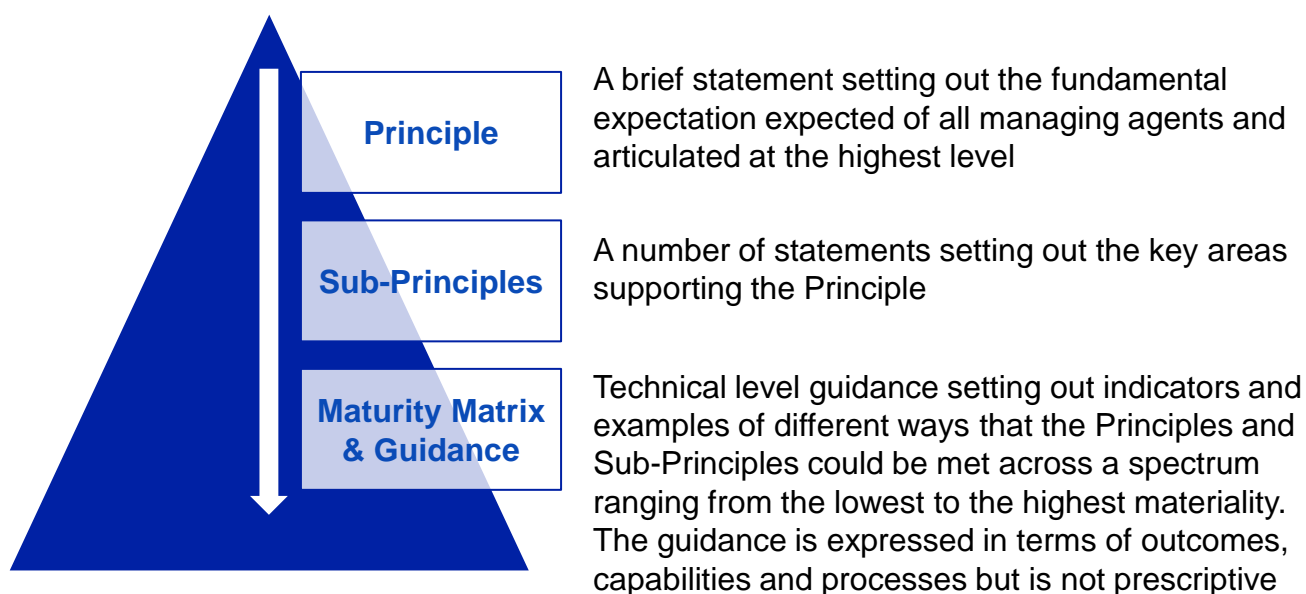 Principle
A brief statement setting out the fundamental
expectation expected of all managing agents and
articulated at the highest level
Sub-Principles
A number of statements setting out the key areas
supporting the Principle
Maturity Matrix
& Guidance
Technical level guidance setting out indicators and
examples of different ways that the Principles and
Sub-Principles could be met across a spectrum
ranging from the lowest to the highest materiality.
The guidance is expressed in terms of outcomes,
capabilities and processes but is not prescriptive